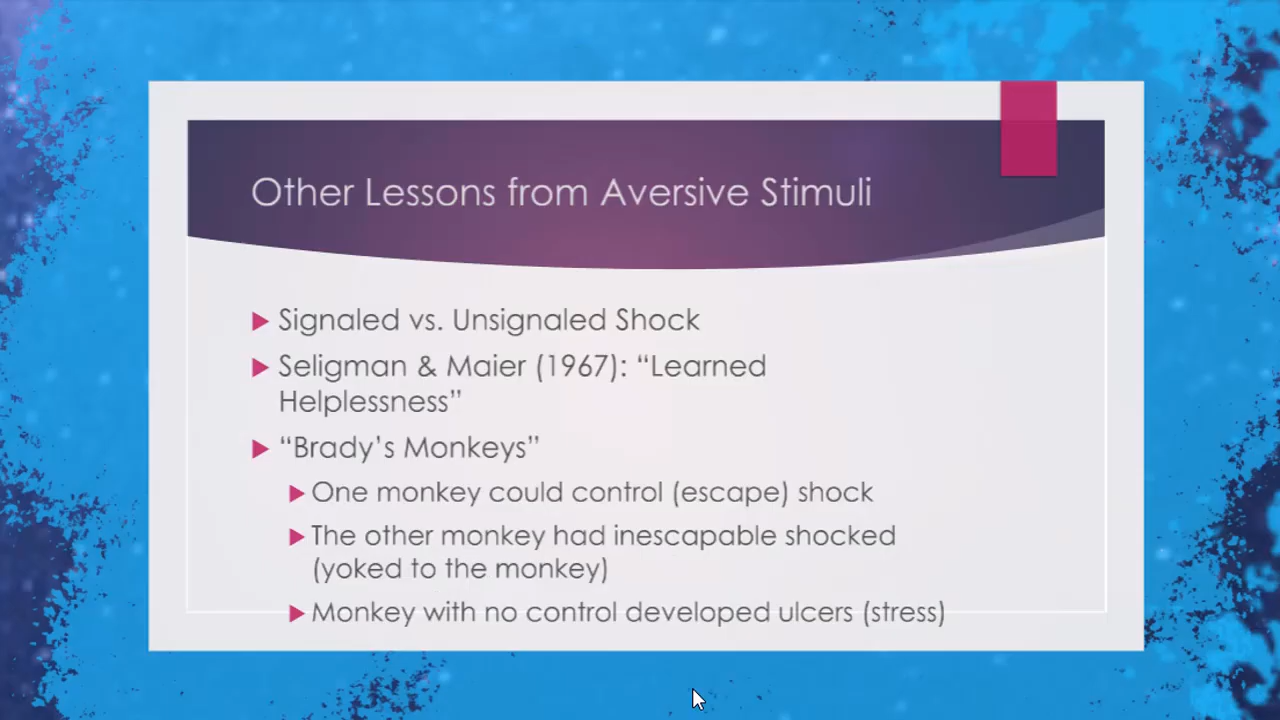 Other Lessons from Aversive Stimuli
Signaled vs. Unsignaled Shock
Seligman & Maier (1967): “Learned
Helplessness”
“Brady’s Monkeys”
One monkey could control (escape) shock
The other monkey had inescapable shocked
(yoked to the monkey)
Monkey with no control developed ulcers (stress)